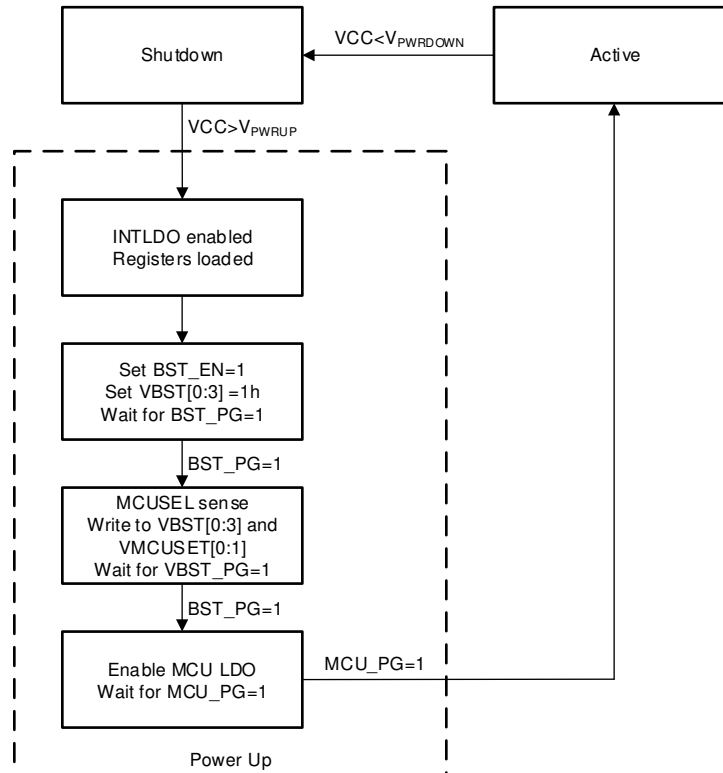 Shutdown
VCC<VPWRDOWN
Active
VCC>VPWRUP
INTLDO enabled
Registers loaded
Set BST_EN=1
Set VBST[0:3] =1h
Wait for BST_PG=1
BST_PG=1
MCUSEL sense
Write to VBST[0:3] and
VMCUSET[0:1]
Wait for VBST_PG=1
BST_PG=1
Enable MCU LDO
Wait for MCU_PG=1
MCU_PG=1
Power Up